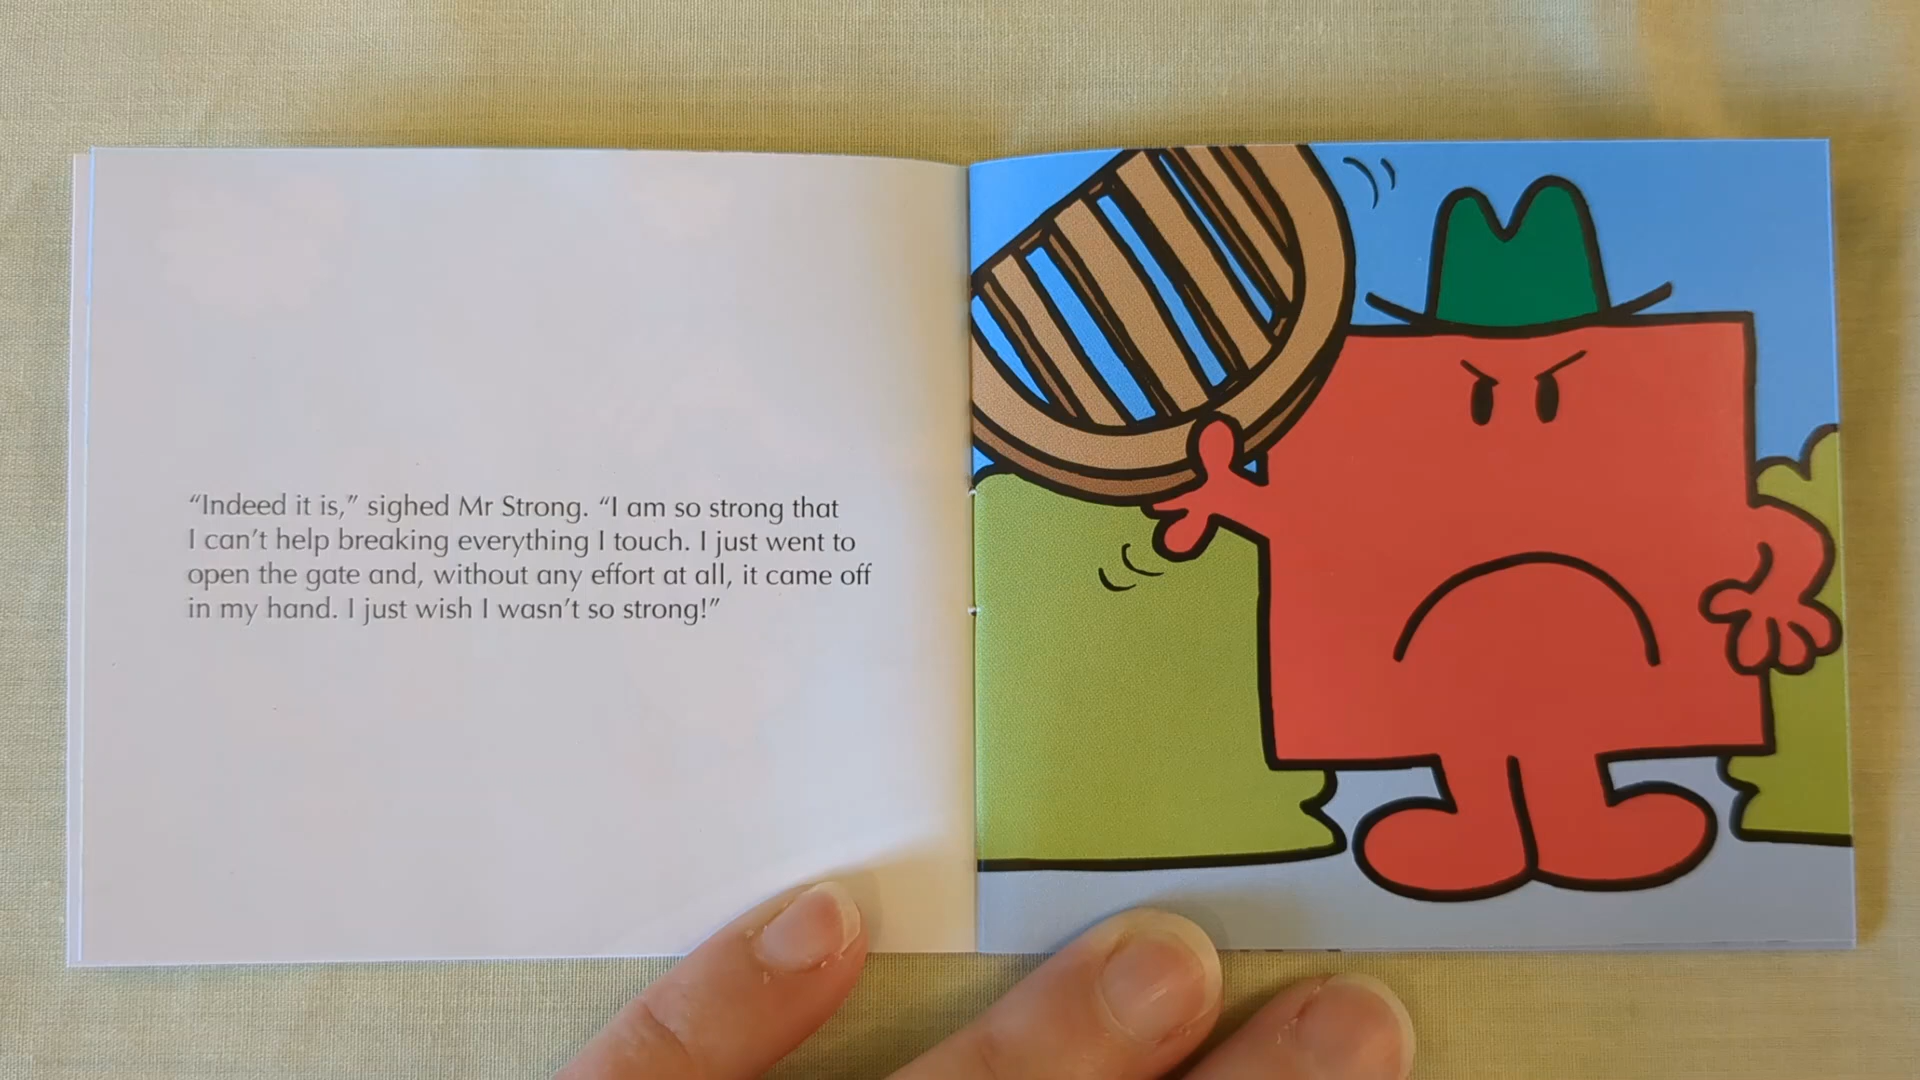 “Indeed it is,” sighed Mr Strong. “I am so strong that
I can’t help breaking everything I touch. I just went to
open the gate and, without any effort at all, it came off
in my hand. I just wish I wasn’t so strong!”